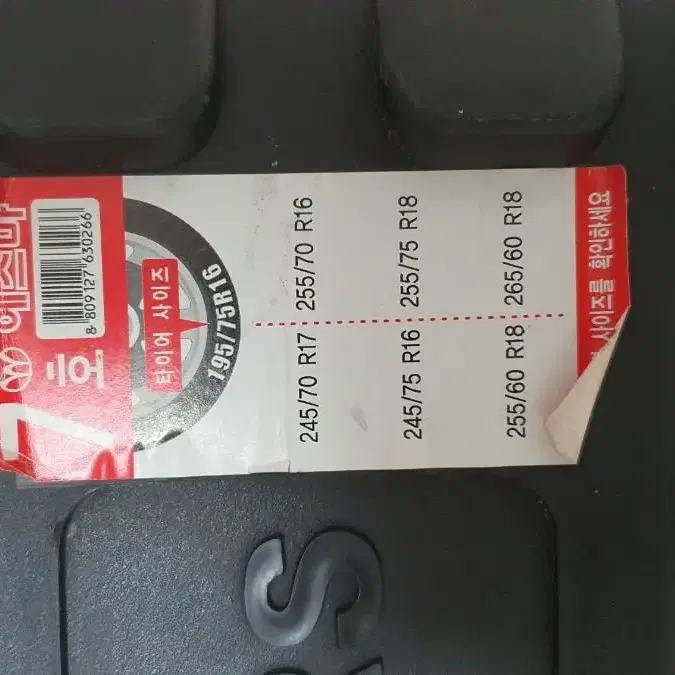 7호
8 809127 630266
타이어 사이즈
195/75R16
245/70 R17
255/70 R16
245/75 R16
255/75 R18
255/60 R18
265/60 R18
사이즈를 확인하세요
S